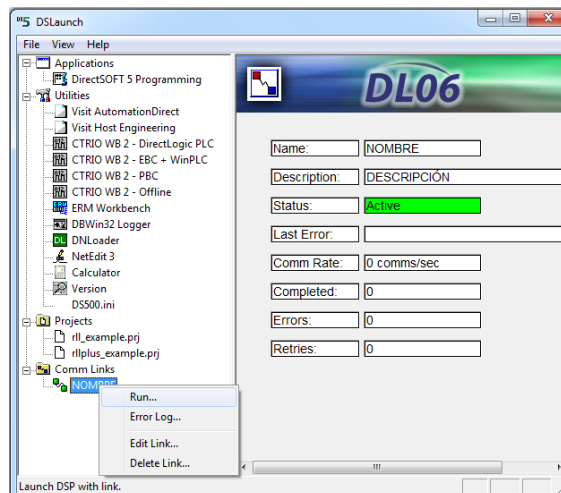 DSLaunch
File View Help
Applications
DirectSOFT 5 Programming
Utilities
Visit AutomationDirect
Visit Host Engineering
CTRIO WB 2 - DirectLogic PLC
CTRIO WB 2 - EBC + WinPLC
CTRIO WB 2 - PBC
CTRIO WB 2 - Offline
ERM Workbench
DBWin32 Logger
DL DNLoader
NetEdit 3
Calculator
Version
DS500.ini
Projects
rll_example.prj
rllplus_example.prj
Comm Links
NOMBRE
Run...
Error Log...
Edit Link...
Delete Link...
DL06
Name: NOMBRE
Description: DESCRIPCIÓN
Status: Active
Last Error:
Comm Rate: 0 comms/sec
Completed: 0
Errors: 0
Retries: 0
Launch DSP with link.